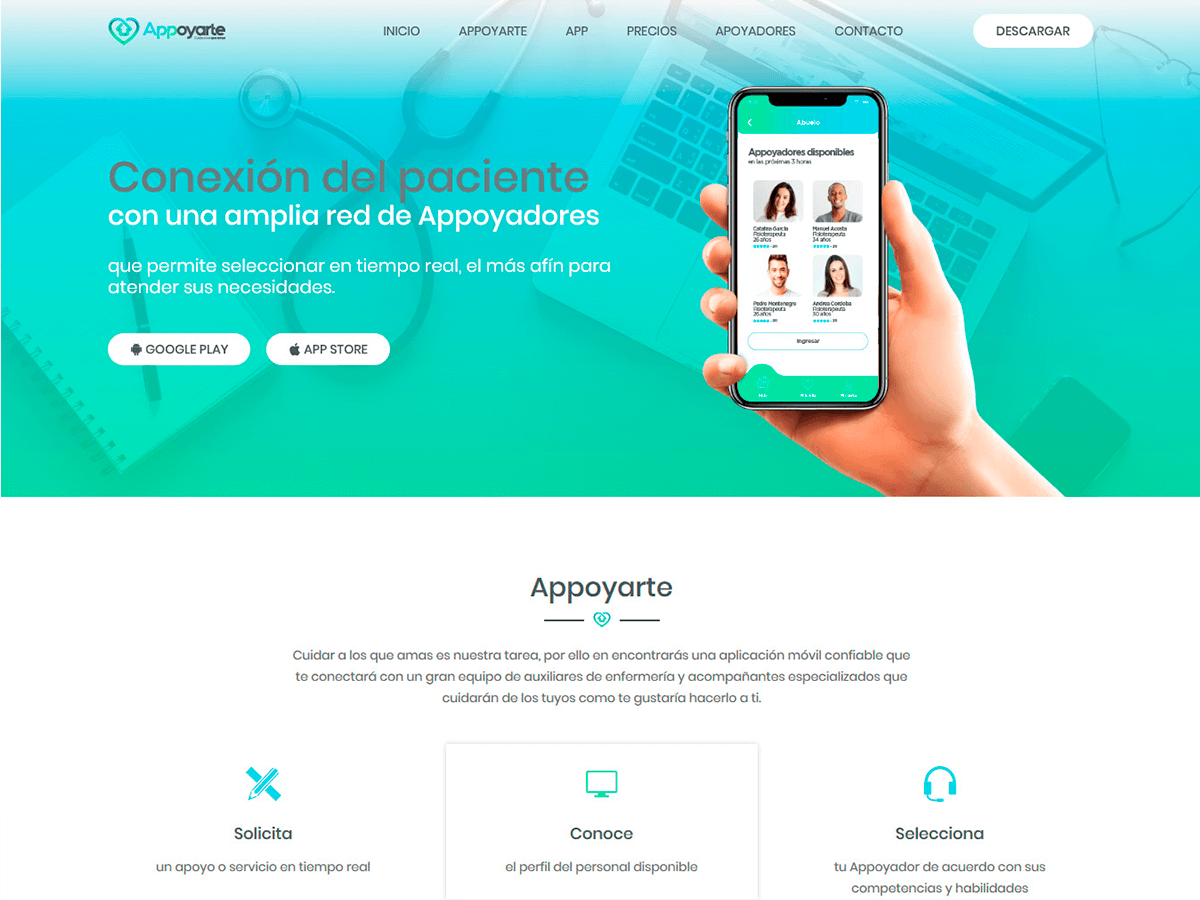 Appoyarte
INICIO
APPOYARTE
APP
PRECIOS
APOYADORES
CONTACTO
DESCARGAR
Conexión del paciente
con una amplia red de Appoyadores
que permite seleccionar en tiempo real, el más afín para
atender sus necesidades.
GOOGLE PLAY
APP STORE
Abuelo
Appoyadores disponibles
en las próximas 3 horas
Catalina García
Fisioterapeuta
26 años
Manuel Acosta
Fisioterapeuta
34 años
Pedro Montenegro
Fisioterapeuta
26 años
Andrea Cordoba
Fisioterapeuta
30 años
Ingresar
Appoyarte
Cuidar a los que amas es nuestra tarea, por ello en encontrarás una aplicación móvil confiable que
te conectará con un gran equipo de auxiliares de enfermería y acompañantes especializados que
cuidarán de los tuyos como te gustaría hacerlo a ti.
Solicita
un apoyo o servicio en tiempo real
Conoce
el perfil del personal disponible
Selecciona
tu Appoyador de acuerdo con sus
competencias y habilidades